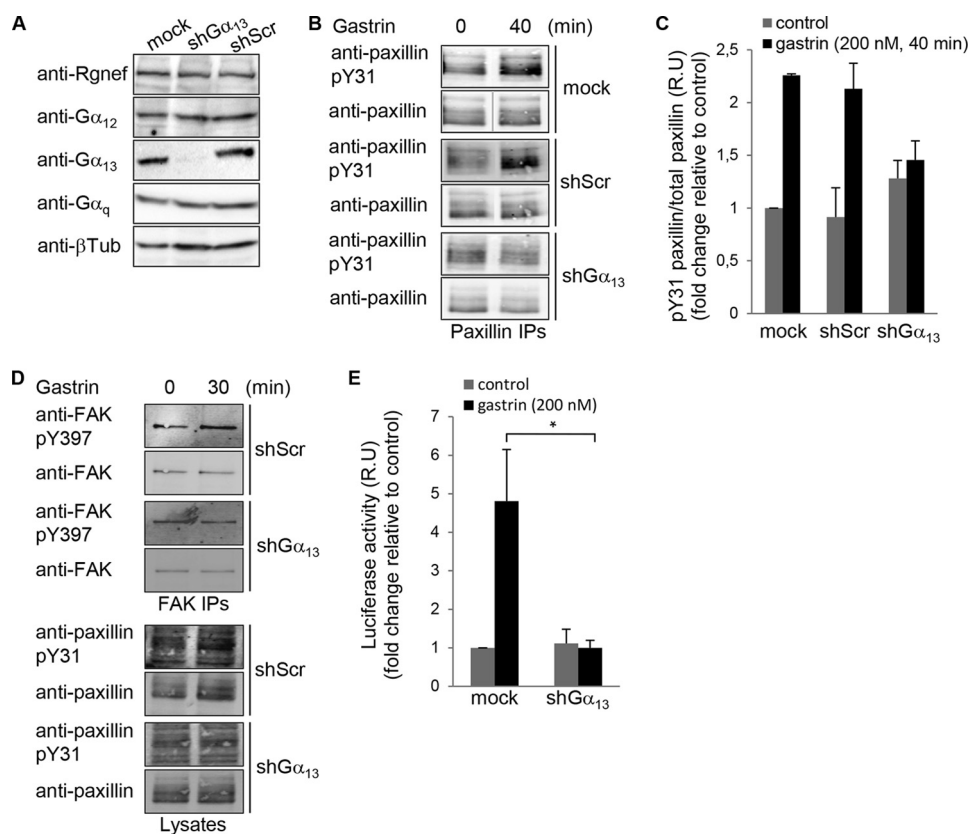 A
mock
shGα13
shScr
anti-Rgnef
anti-Gα12
anti-Gα13
anti-Gαq
anti-βTub
B
Gastrin 0 40 (min)
anti-paxillin
pY31
anti-paxillin
mock
anti-paxillin
pY31
anti-paxillin
shScr
anti-paxillin
pY31
anti-paxillin
shGα13
Paxillin IPs
C
control
gastrin (200 nM, 40 min)
pY31 paxillin/total paxillin (R.U)
(fold change relative to control)
2,5
2
1,5
1
0,5
0
mock shScr shGα13
D
Gastrin 0 30 (min)
anti-FAK
pY397
anti-FAK
shScr
anti-FAK
pY397
anti-FAK
shGα13
FAK IPs
anti-paxillin
pY31
anti-paxillin
shScr
anti-paxillin
pY31
anti-paxillin
shGα13
Lysates
E
control
gastrin (200 nM)
Luciferase activity (R.U)
(fold change relative to control)
7
6
5
4
3
2
1
0
*
mock shGα13